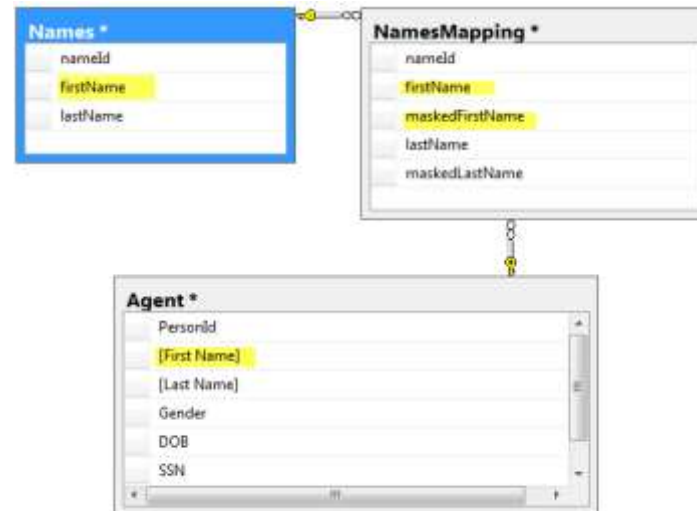 Names *
nameId
firstName
lastName
NamesMapping *
nameId
firstName
maskedFirstName
lastName
maskedLastName
Agent *
PersonId
[First Name]
[Last Name]
Gender
DOB
SSN